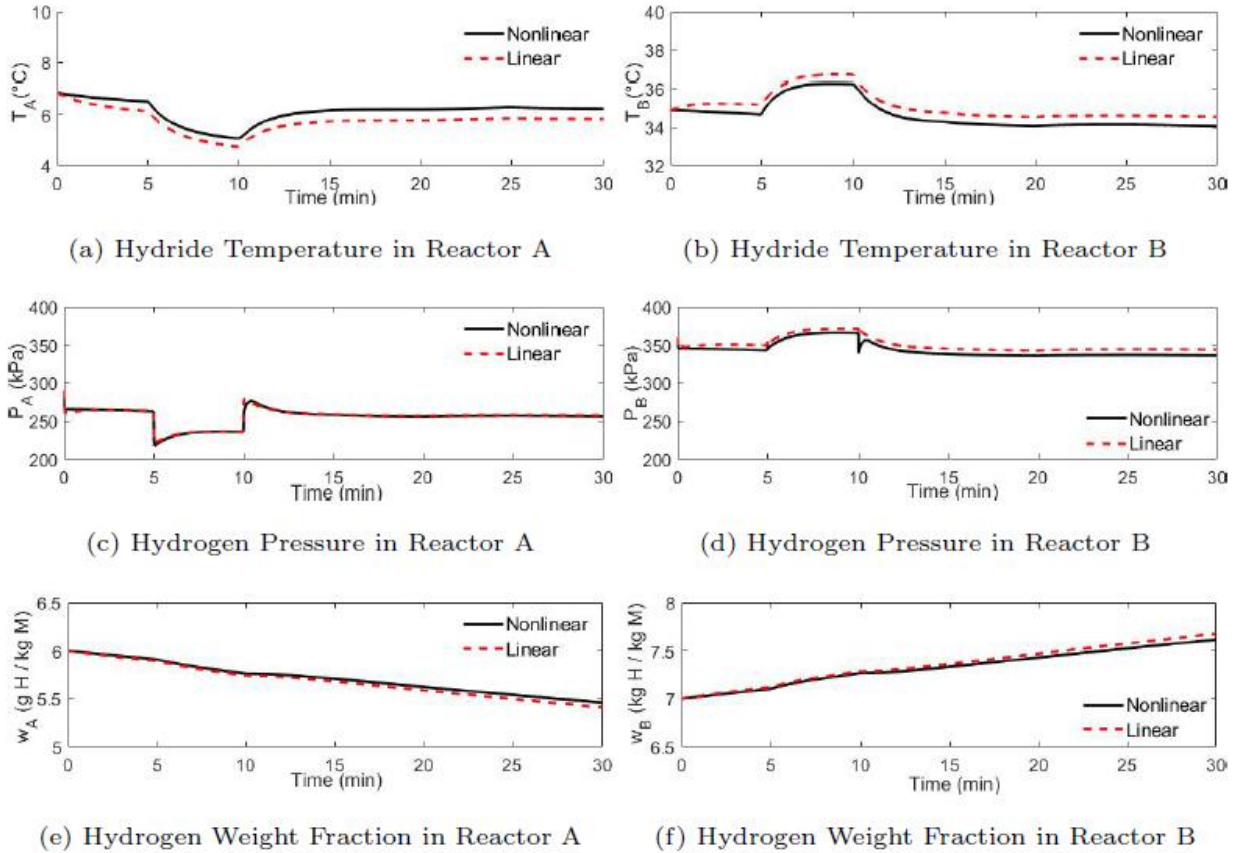 10
8
6
4
T_A (°C)
Nonlinear
Linear
0 5 10 15 20 25 30
Time (min)
(a) Hydride Temperature in Reactor A
40
38
36
34
32
T_B (°C)
Nonlinear
Linear
0 5 10 15 20 25 30
Time (min)
(b) Hydride Temperature in Reactor B
400
350
300
250
200
P_A (kPa)
Nonlinear
Linear
0 5 10 15 20 25 30
Time (min)
(c) Hydrogen Pressure in Reactor A
400
350
300
250
200
P_B (kPa)
Nonlinear
Linear
0 5 10 15 20 25 30
Time (min)
(d) Hydrogen Pressure in Reactor B
6.5
6
5.5
5
w_A (g H / kg M)
Nonlinear
Linear
0 5 10 15 20 25 30
Time (min)
(e) Hydrogen Weight Fraction in Reactor A
8
7.5
7
6.5
w_B (kg H / kg M)
Nonlinear
Linear
0 5 10 15 20 25 30
Time (min)
(f) Hydrogen Weight Fraction in Reactor B